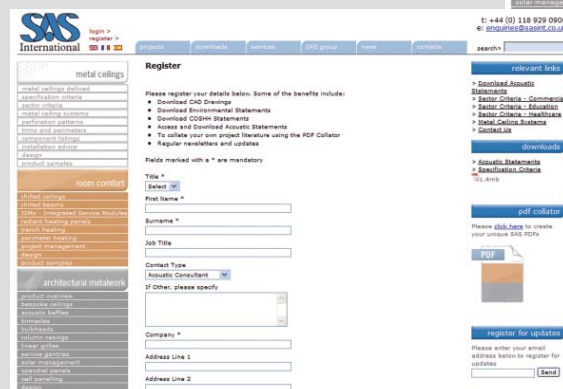 solar manage
SAS
International
login >
register >
t: +44 (0) 118 929 090
e: enquiries@sasint.co.uk
projects
downloads
services
SAS group
news
contacts
search>
metal ceilings
metal ceilings defined
specification criteria
sector criteria
metal ceiling systems
perforation patterns
trims and perimeters
component listings
installation advice
design
product samples
room comfort
chilled ceilings
chilled beams
ISMs - Integrated Service Modules
radiant heating panels
trench heating
perimeter heating
project management
design
product samples
architectural metalwork
product overview
bespoke ceilings
acoustic baffles
tinnacles
bulkheads
column casings
linear grilles
service gantries
solar management
spandrel panels
wall panelling
design
Register
Please register your details below. Some of the benefits include:
• Download CAD Drawings
• Download Environmental Statements
• Download COSHH Statements
• Access and Download Acoustic Statements
• To collate your own project literature using the PDF Collator
• Regular newsletters and updates
Fields marked with a * are mandatory
Title *
Select
First Name *
Surname *
Job Title
Contact Type
Acoustic Consultant
If Other, please specify
Company *
Address Line 1
Address Line 2
relevant links
> Download Acoustic
Statements
> Sector Criteria - Commercia
> Sector Criteria - Education
> Sector Criteria - Healthcare
> Metal Ceiling Systems
> Contact Us
downloads
> Acoustic Statements
> Specification Criteria
1.4mb
pdf collator
Please click here to create
your unique SAS PDFs
PDF
register for updates
Please enter your email
address below to register for
updates
Send